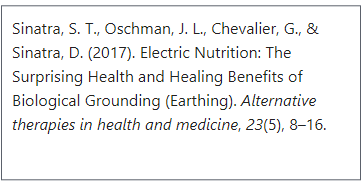 Sinatra, S. T., Oschman, J. L., Chevalier, G., &
Sinatra, D. (2017). Electric Nutrition: The
Surprising Health and Healing Benefits of
Biological Grounding (Earthing). Alternative
therapies in health and medicine, 23(5), 8–16.